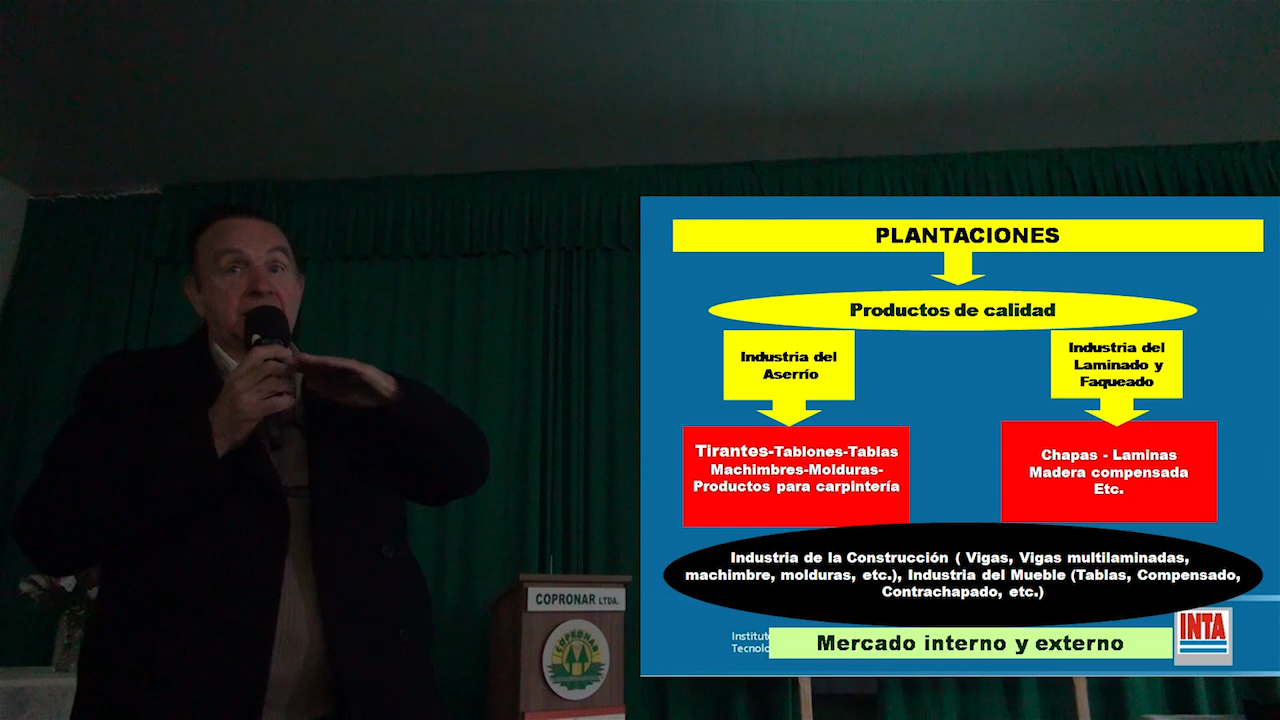 PLANTACIONES
Productos de calidad
Industria del
Aserrío
Industria del
Laminado y
Faqueado
Tirantes-Tablones-Tablas
Machimbres-Molduras-
Productos para carpintería
Chapas - Laminas
Madera compensada
Etc.
Industria de la Construcción ( Vigas, Vigas multilaminadas,
machimbre, molduras, etc.), Industria del Mueble (Tablas, Compensado,
Contrachapado, etc.)
Mercado interno y externo
Institut
Tecnolo
INTA
COPRONAR LTDA.
COPRONAR